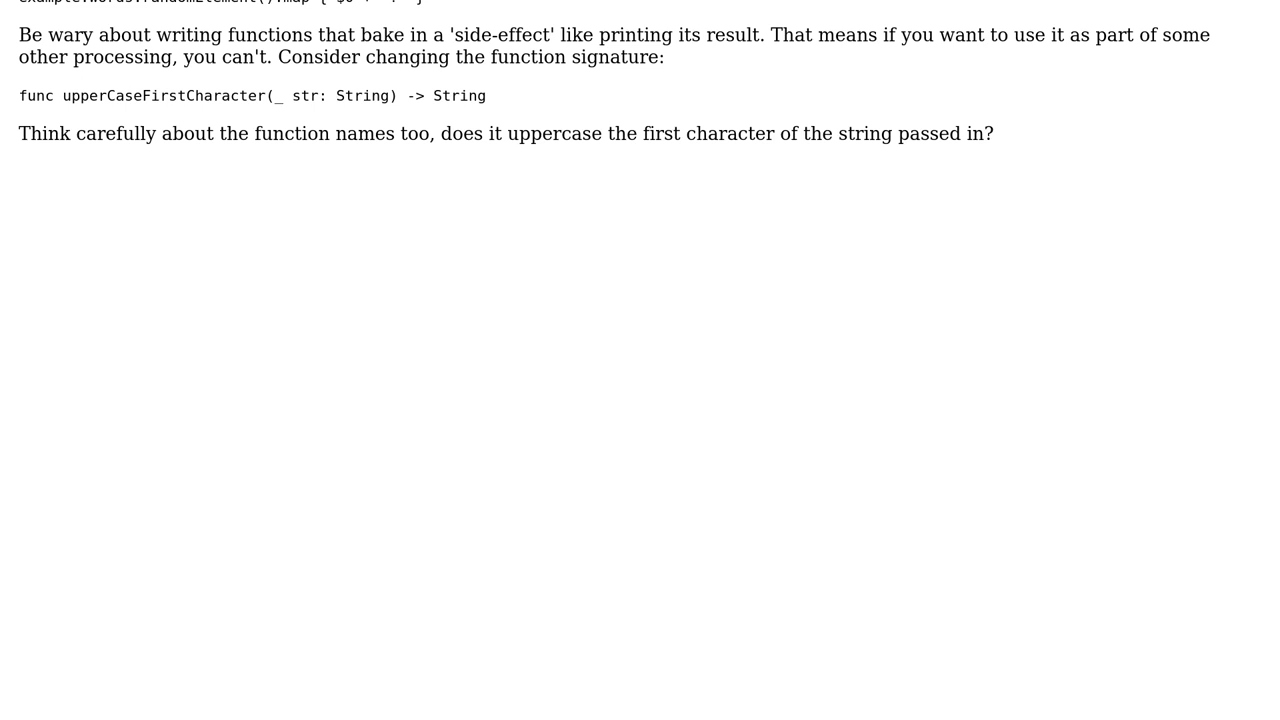 Be wary about writing functions that bake in a 'side-effect' like printing its result. That means if you want to use it as part of some
other processing, you can't. Consider changing the function signature:
func upperCaseFirstCharacter(_ str: String) -> String
Think carefully about the function names too, does it uppercase the first character of the string passed in?